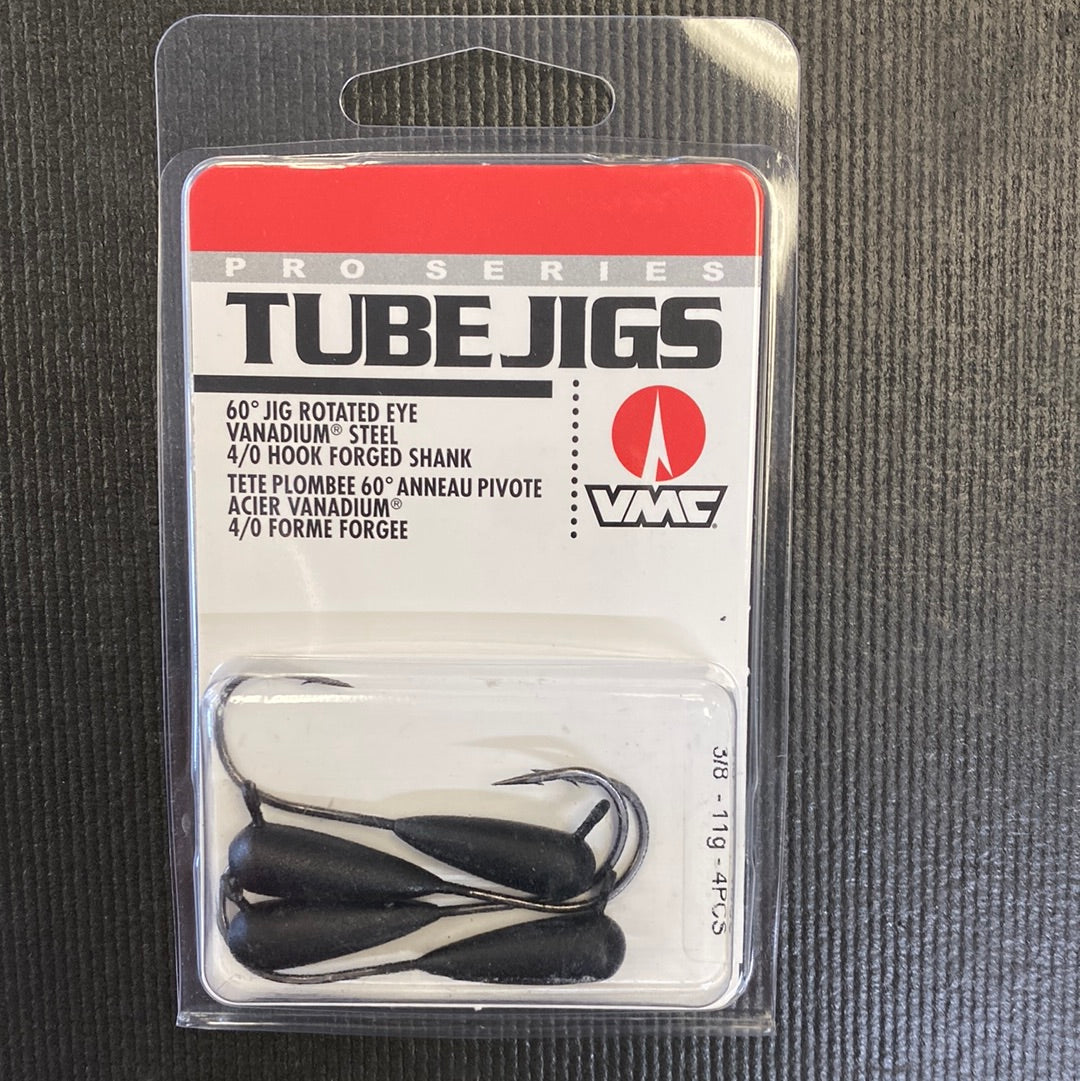 PRO SERIES
TUBE JIGS
60° JIG ROTATED EYE
VANADIUM® STEEL
4/0 HOOK FORGED SHANK
TETE PLOMBEE 60° ANNEAU PIVOTE
ACIER VANADIUM®
4/0 FORME FORGEE
VMC®
3/8 - 11g - 4PCS